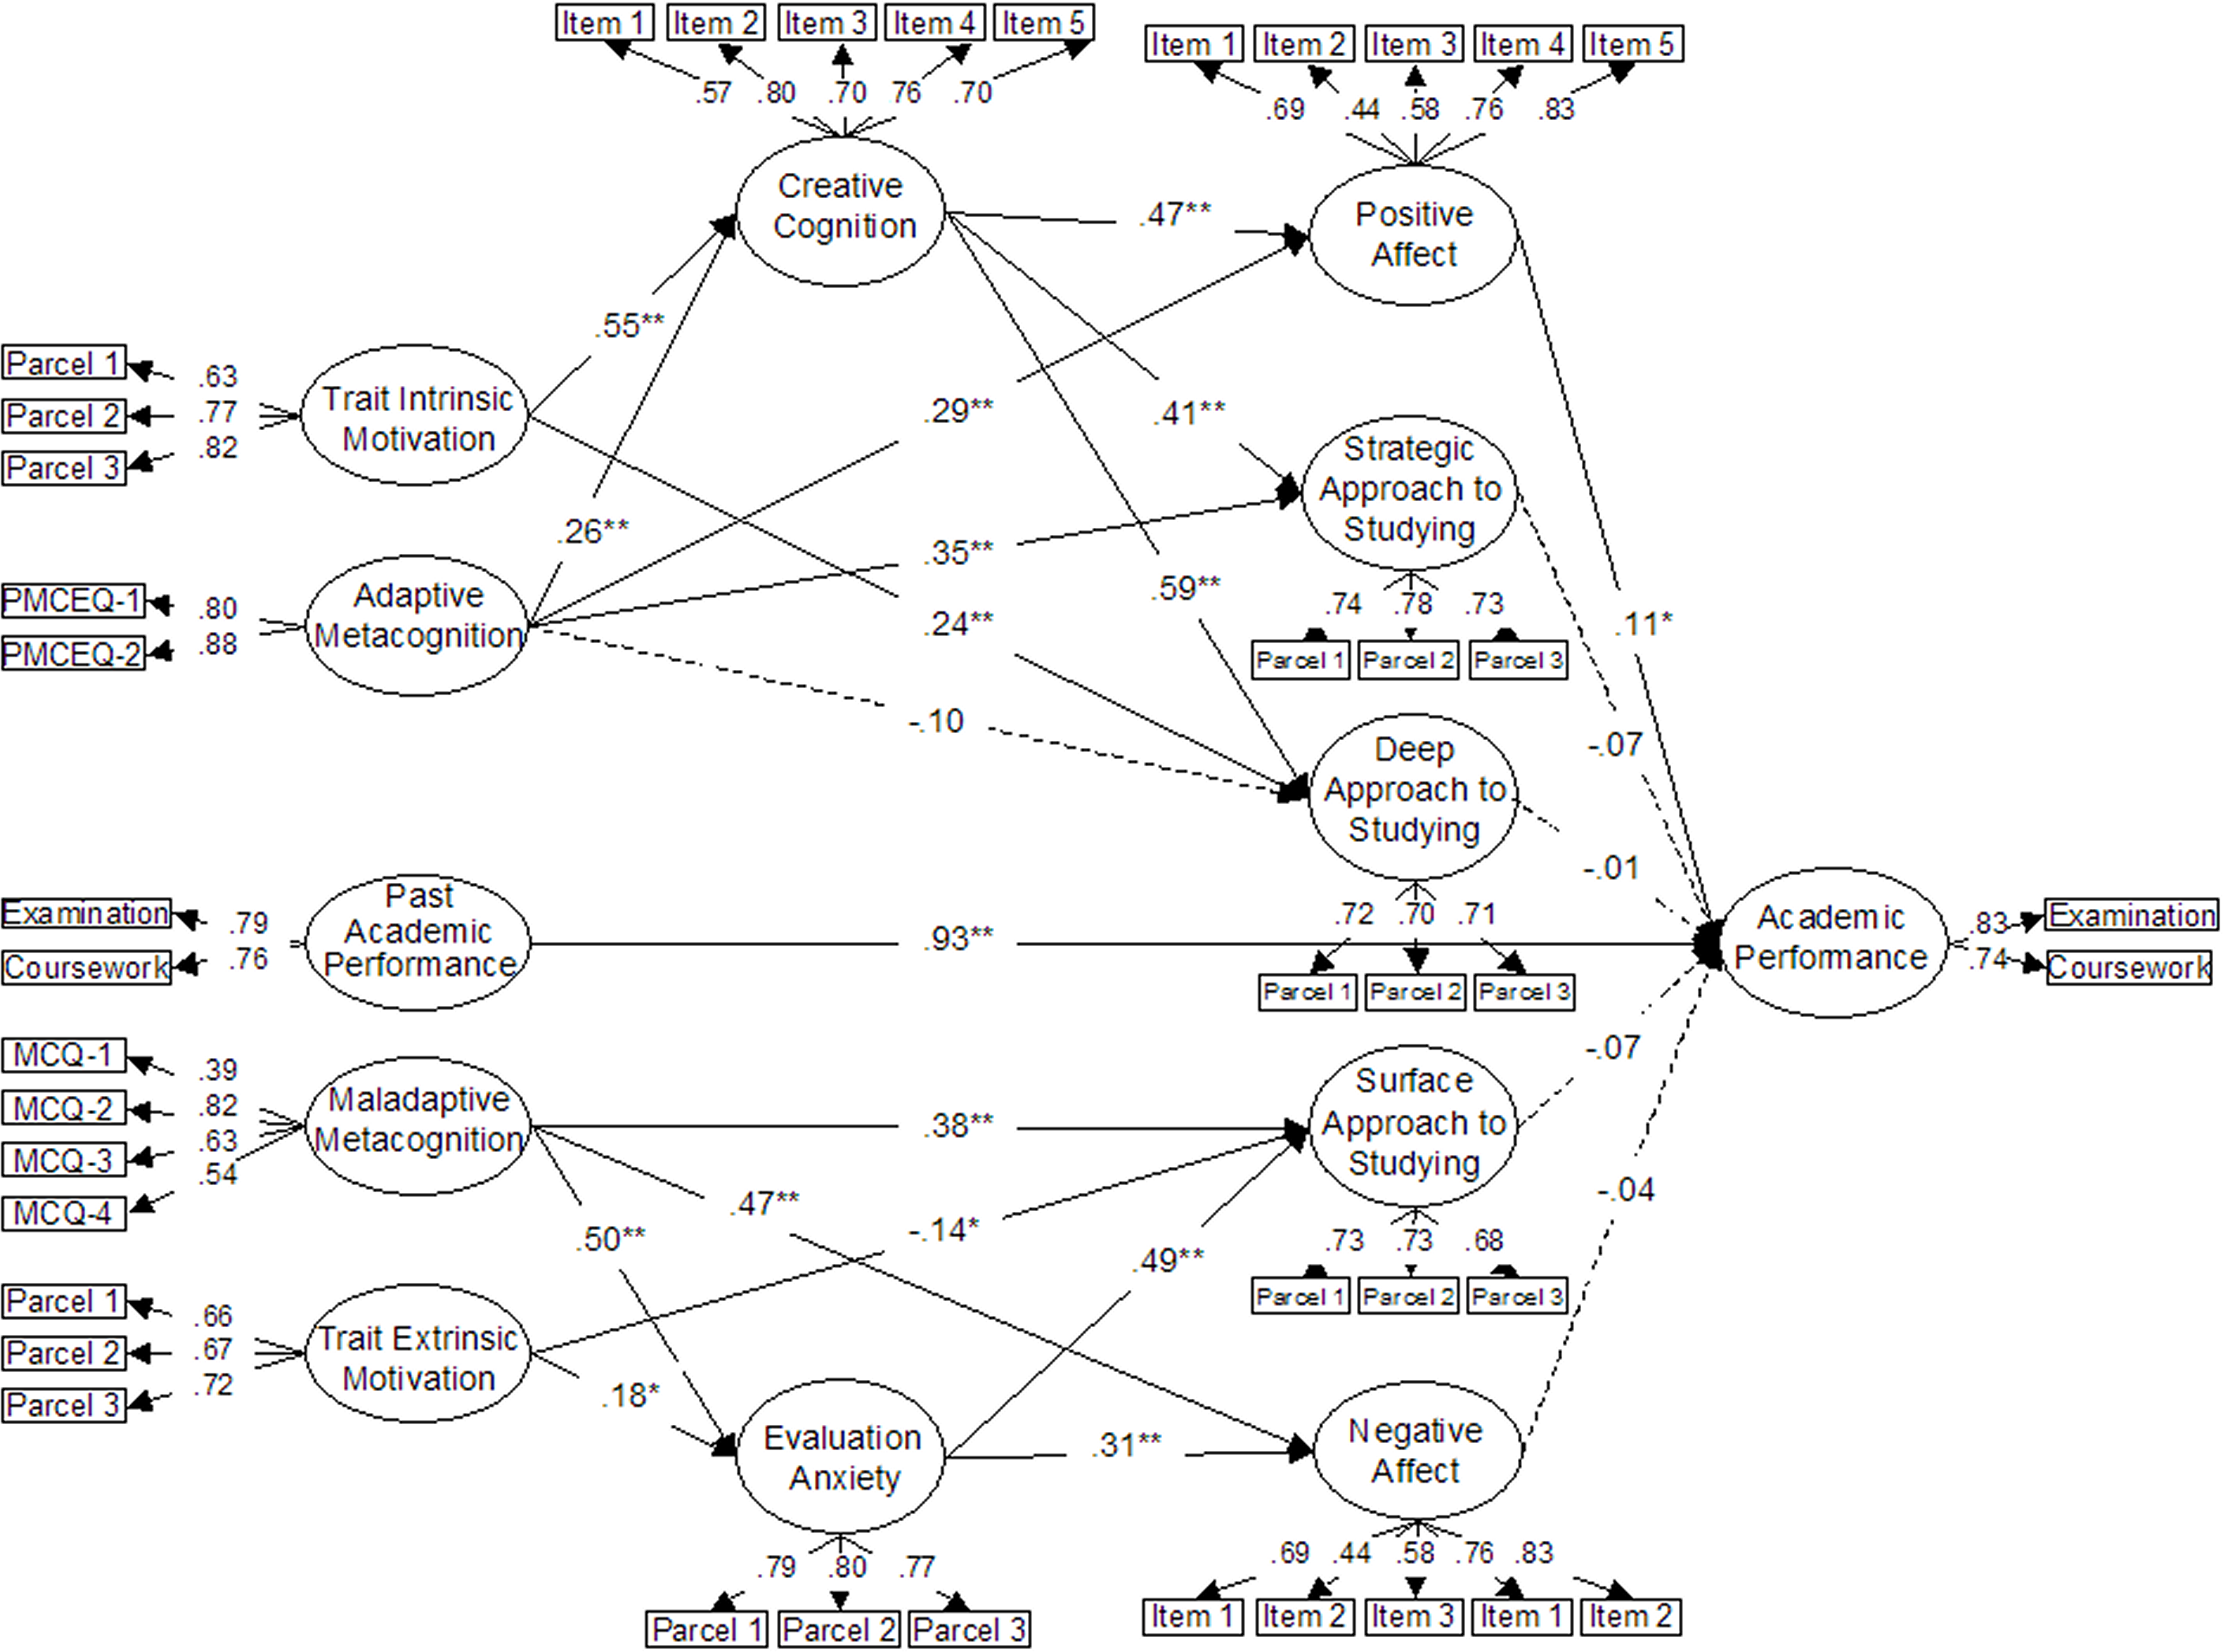 Item 1 Item 2 Item 3 Item 4 Item 5
.57 .80 .70 .76 .70
Item 1 Item 2 Item 3 Item 4 Item 5
.69 .44 .58 .76 .83
Creative
Cognition
.47**
Positive
Affect
.55**
Parcel 1
Parcel 2
Parcel 3
.63
.77
.82
Trait Intrinsic
Motivation
.29**
.41**
Strategic
Approach to
Studying
.26**
.35**
.59**
.24**
.74 .78 .73
Parcel 1 Parcel 2 Parcel 3
.11*
PMCEQ-1
PMCEQ-2
.80
.88
Adaptive
Metacognition
-.10
-.07
Deep
Approach to
Studying
-.01
.72 .70 .71
Parcel 1 Parcel 2 Parcel 3
Examination
Coursework
.79
.76
Past
Academic
Performance
.93**
Academic
Performance
.83
.74
Examination
Coursework
MCQ-1
MCQ-2
MCQ-3
MCQ-4
.39
.82
.63
.54
Maladaptive
Metacognition
.38**
Surface
Approach to
Studying
-.07
.47**
.50**
-.14*
.49**
-.04
.73 .73 .68
Parcel 1 Parcel 2 Parcel 3
Parcel 1
Parcel 2
Parcel 3
.66
.67
.72
Trait Extrinsic
Motivation
.18*
Evaluation
Anxiety
.31**
Negative
Affect
.79 .80 .77
Parcel 1 Parcel 2 Parcel 3
.69 .44 .58 .76 .83
Item 1 Item 2 Item 3 Item 1 Item 2